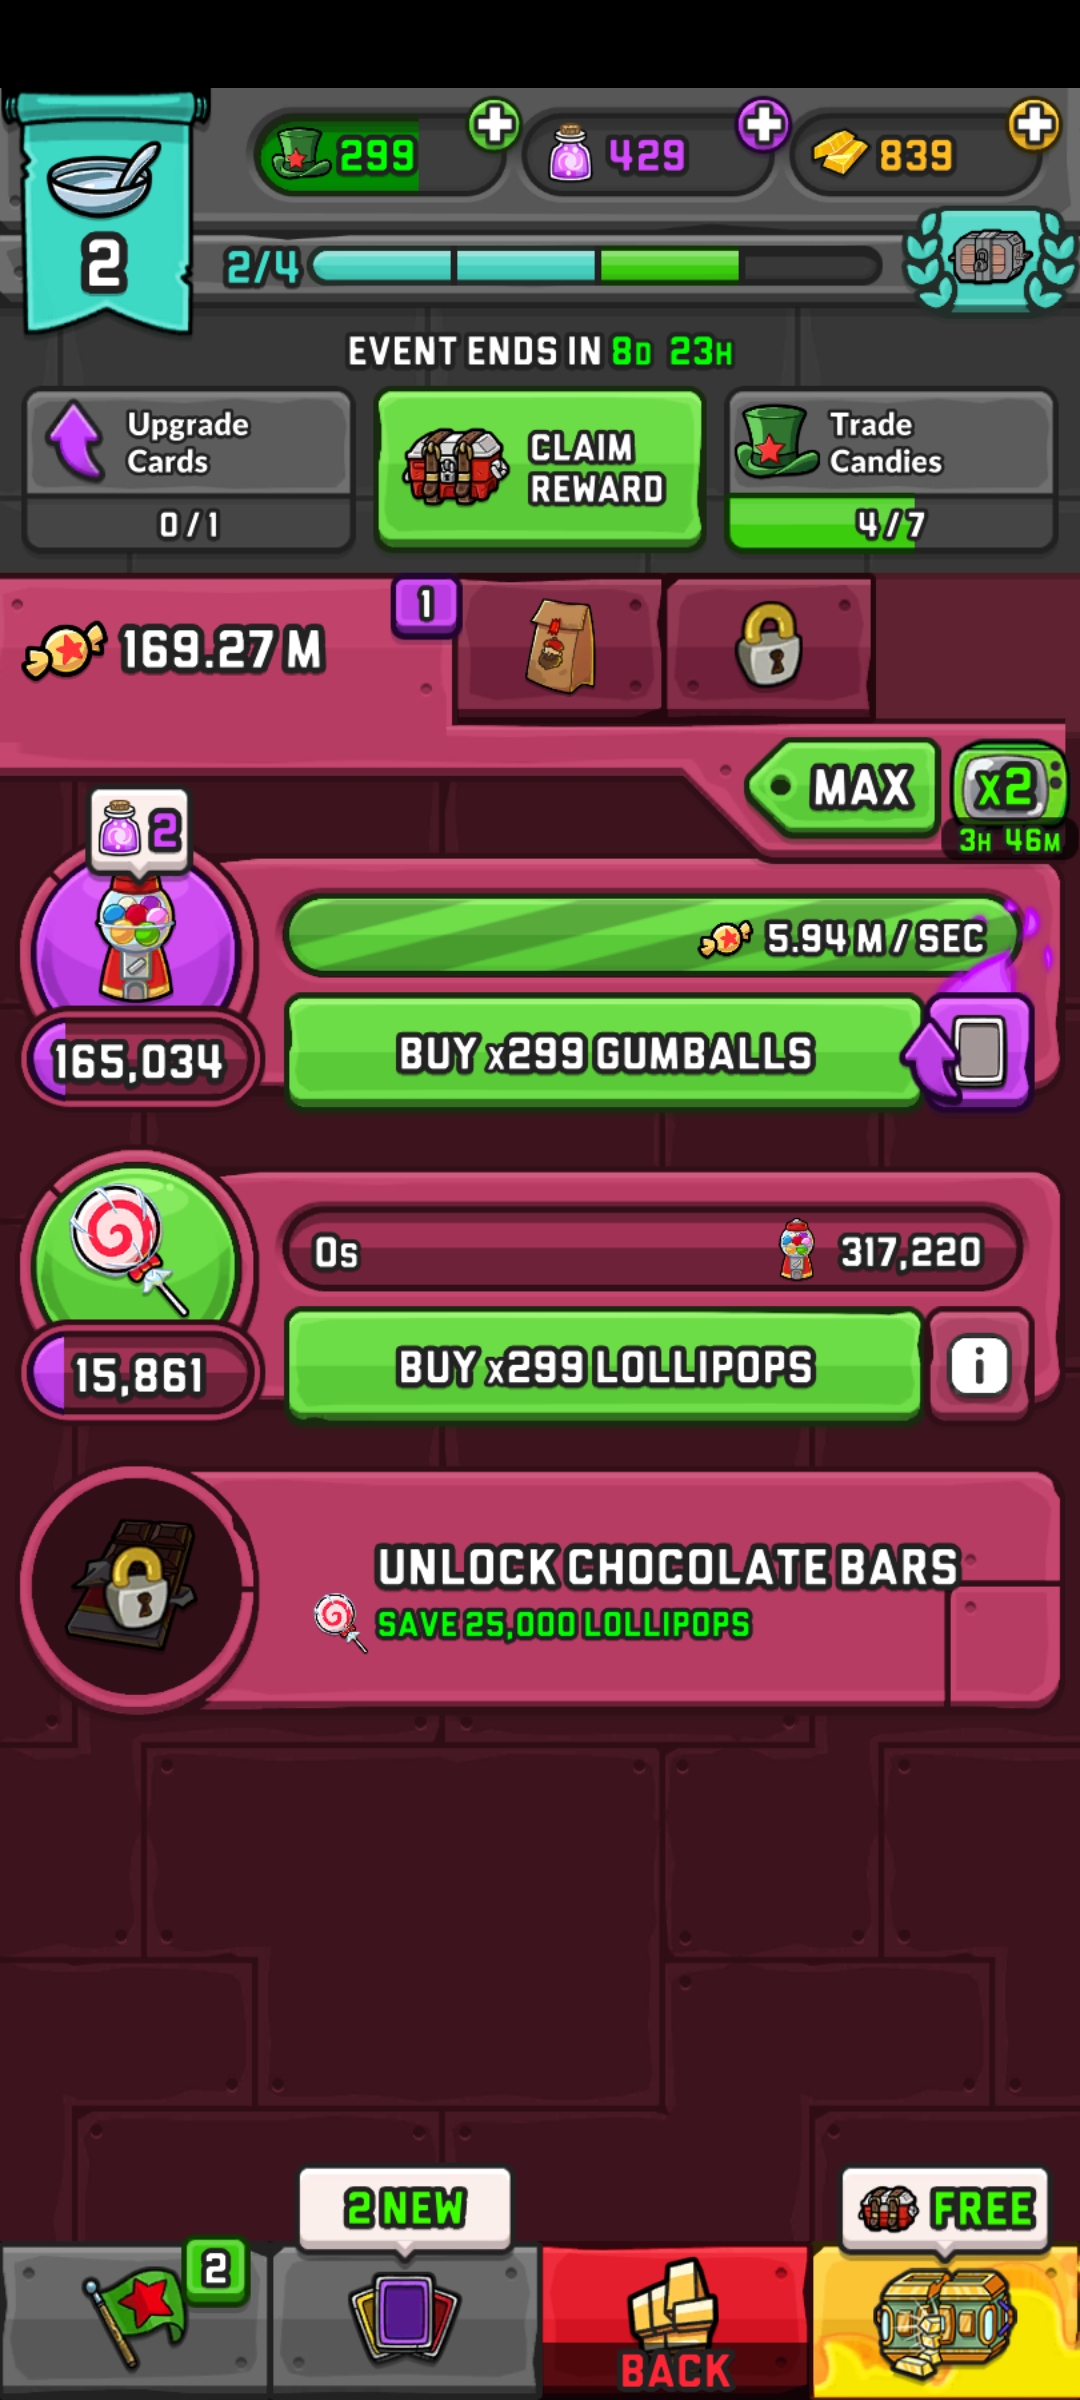 299
429
839
2
2/4
EVENT ENDS IN 8D 23H
Upgrade
Cards
0/1
CLAIM
REWARD
Trade
Candies
4/7
169.27 M
1
MAX
x2
3H 46M
2
5.94 M / SEC
165,034
BUY x299 GUMBALLS
0s
317,220
15,861
BUY x299 LOLLIPOPS
i
UNLOCK CHOCOLATE BARS
SAVE 25,000 LOLLIPOPS
2 NEW
FREE
2
BACK